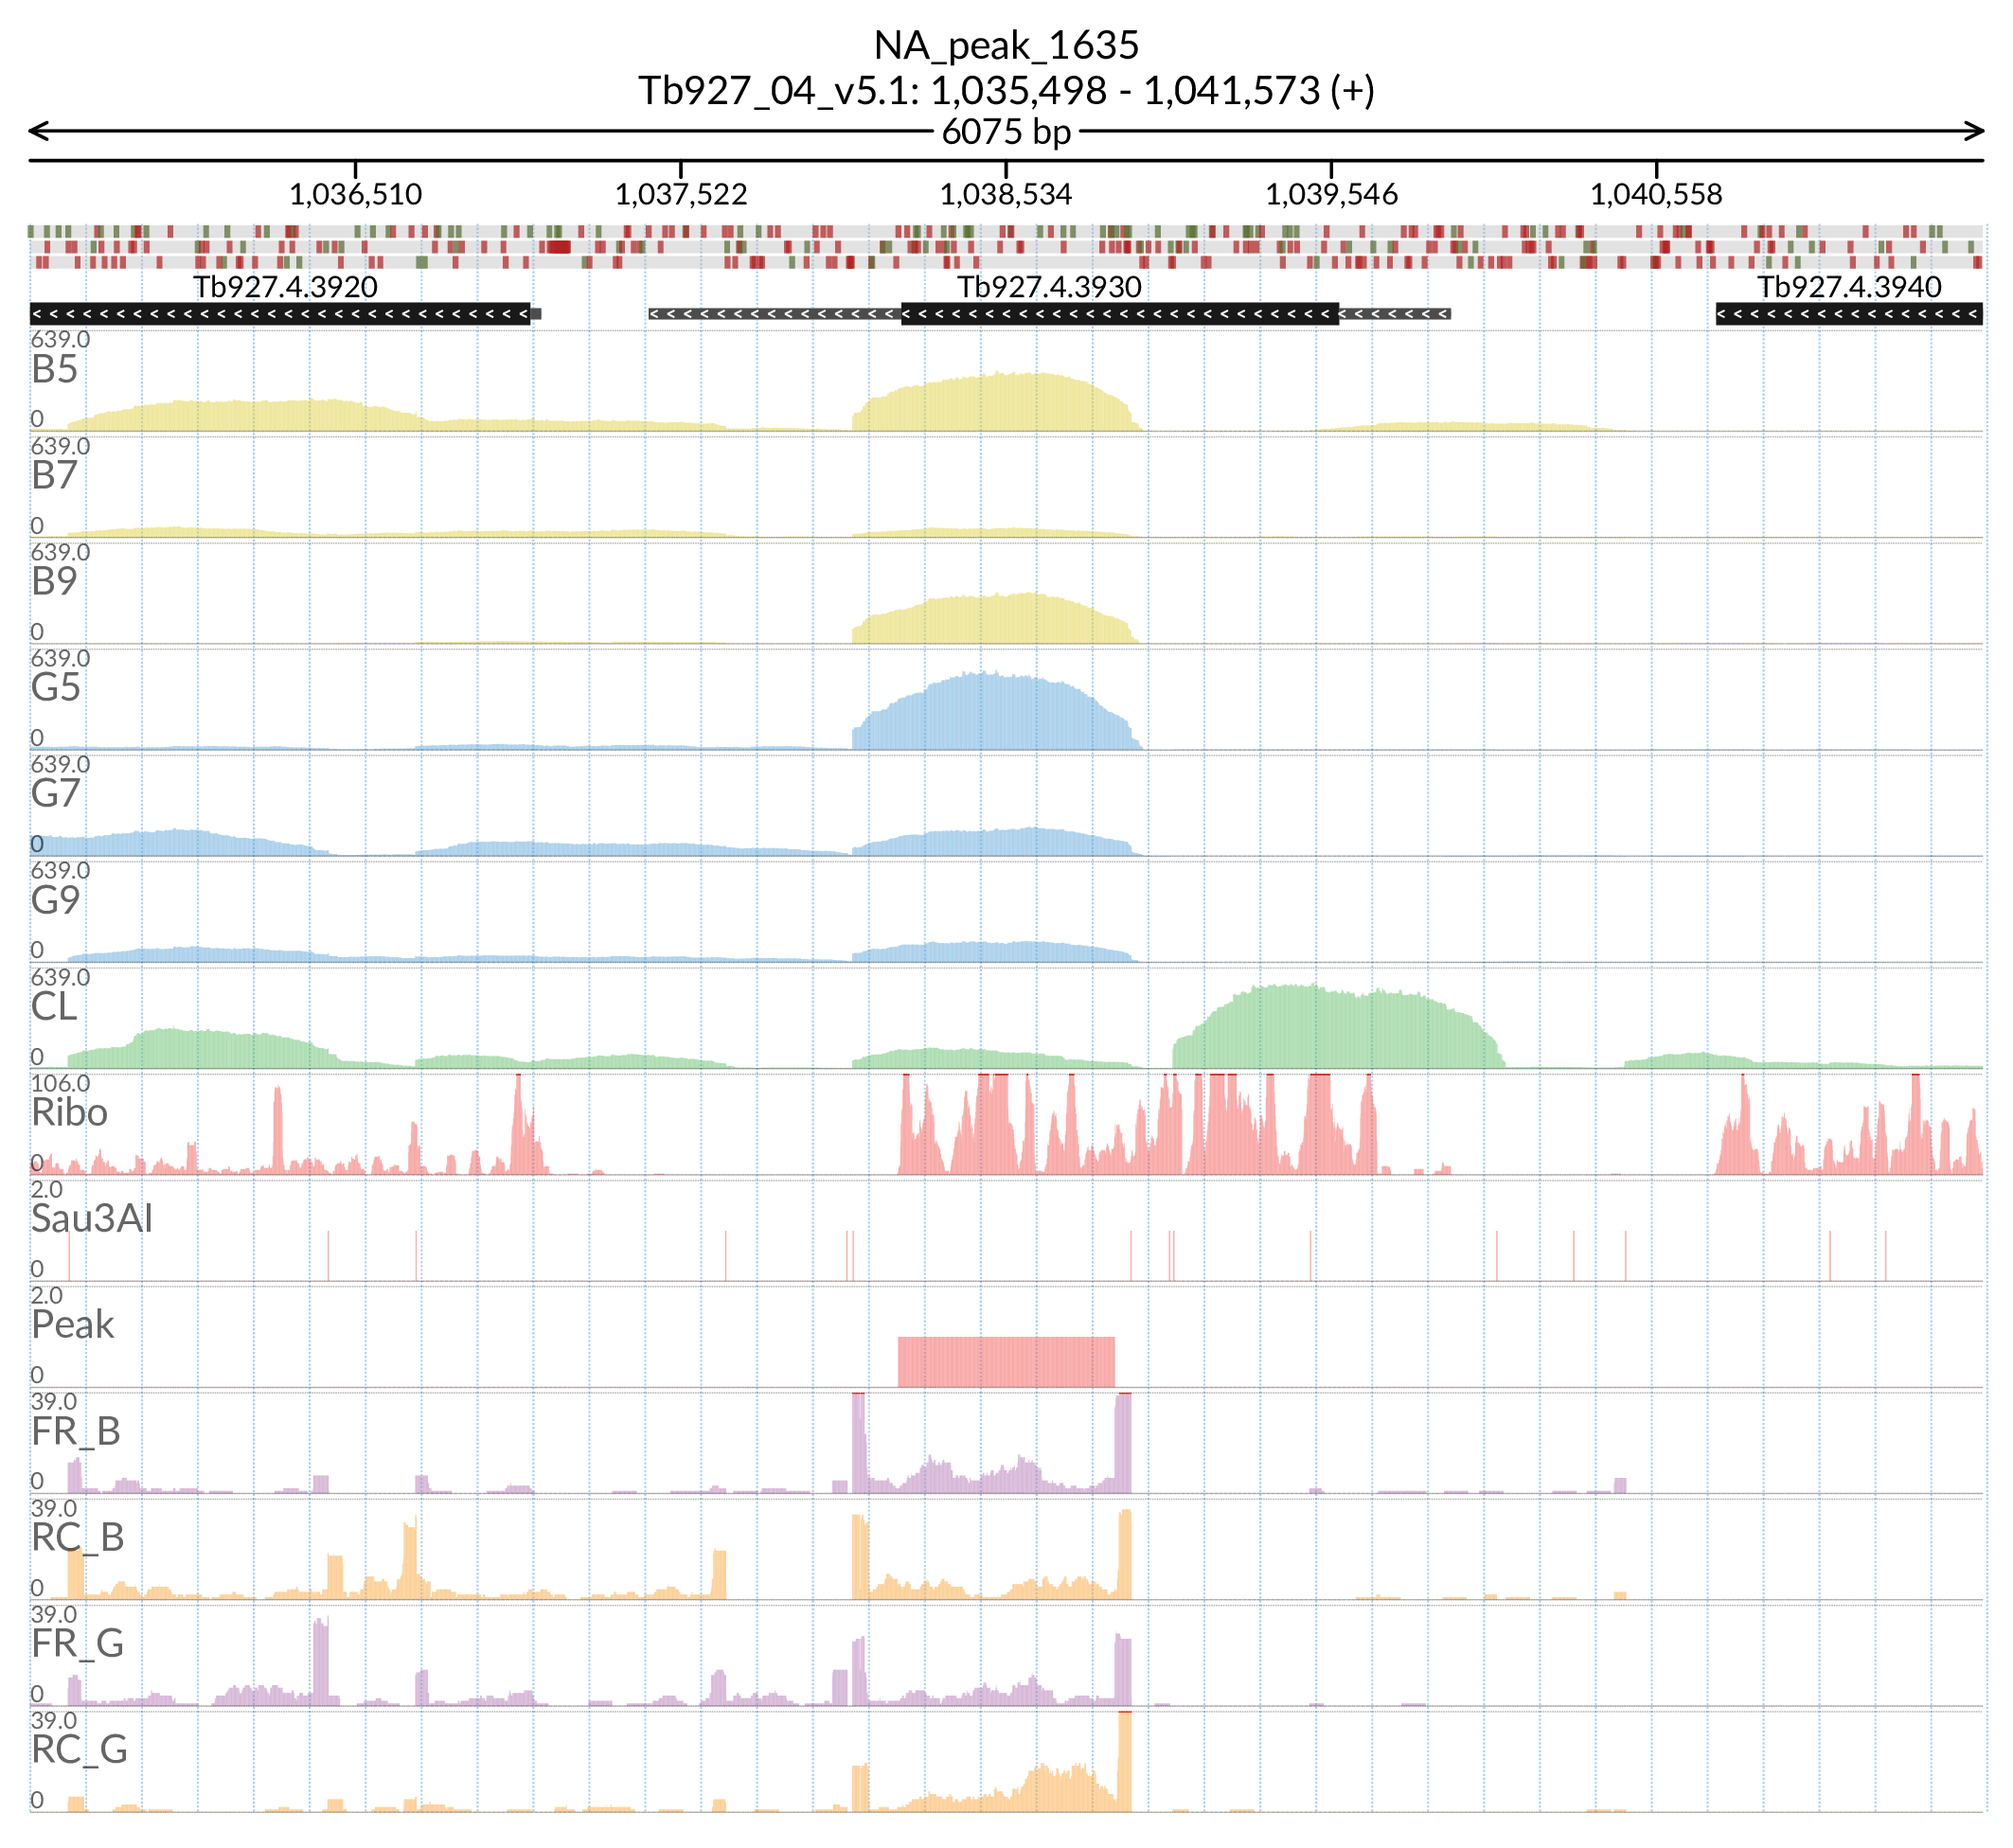 NA_peak_1635
Tb927_04_v5.1: 1,035,498 - 1,041,573 (+)
6075 bp
1,036,510 1,037,522 1,038,534 1,039,546 1,040,558
Tb927.4.3920 Tb927.4.3930 Tb927.4.3940
639.0
B5
0
639.0
B7
0
639.0
B9
0
639.0
G5
0
639.0
G7
0
639.0
G9
0
639.0
CL
0
106.0
Ribo
0
2.0
Sau3AI
0
2.0
Peak
0
39.0
FR_B
0
39.0
RC_B
0
39.0
FR_G
0
39.0
RC_G
0